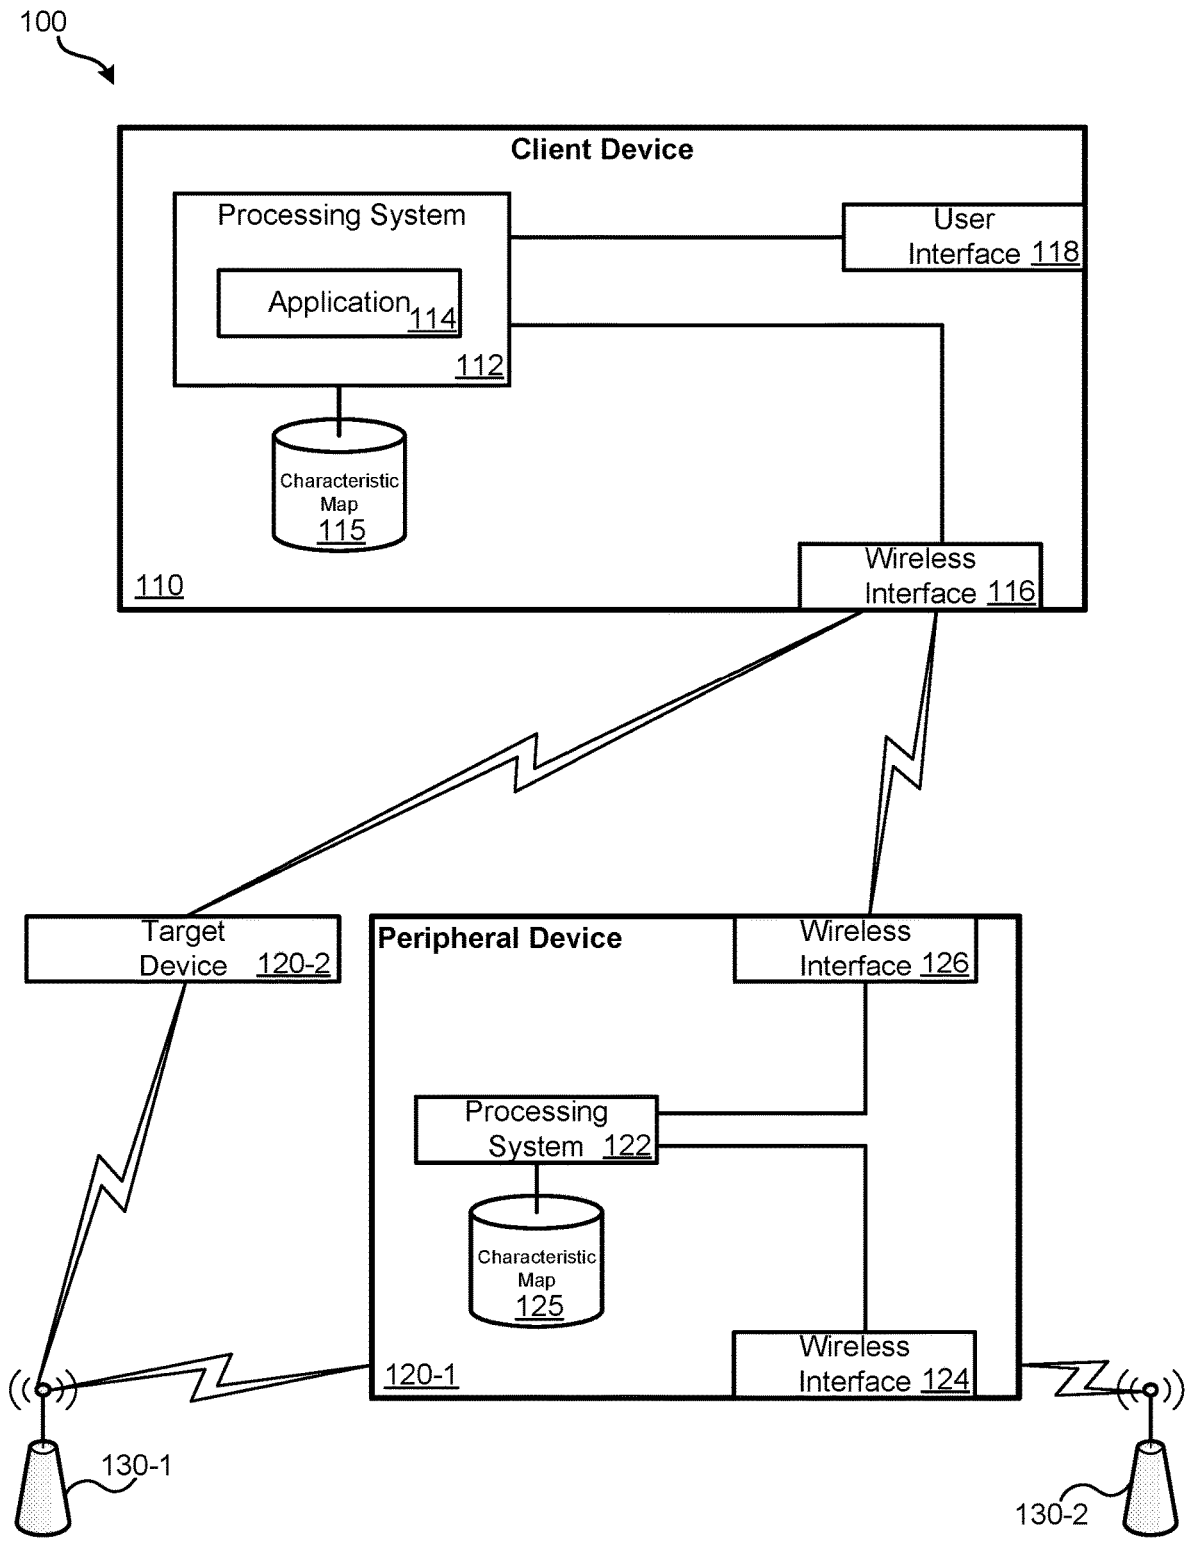 100
Client Device
Processing System
User
Interface 118
Application
114
112
Characteristic
Map
115
110
Wireless
Interface 116
Target
Device 120-2
Peripheral Device
Wireless
Interface 126
Processing
System 122
Characteristic
Map
125
120-1
Wireless
Interface 124
130-1
130-2